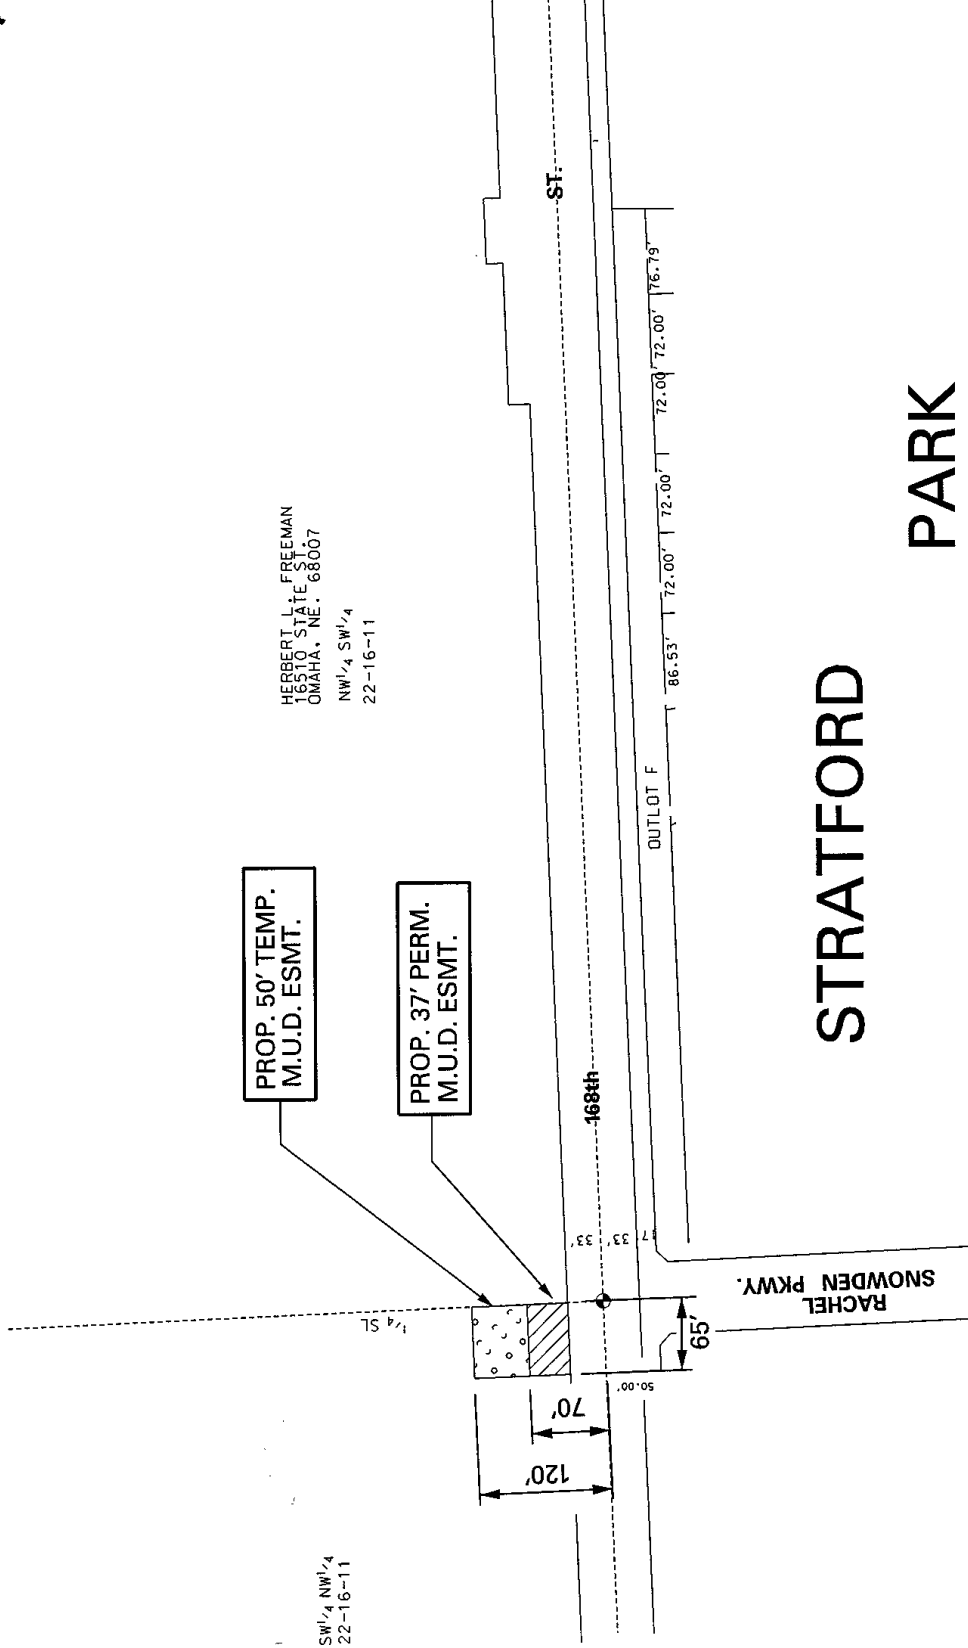 HERBERT L. FREEMAN
16510 STATE ST.
OMAHA, NE. 68007
NW¹/₄ SW¹/₄
22-16-11
SW¹/₄ NW¹/₄
22-16-11
PROP. 50' TEMP.
M.U.D. ESMT.
PROP. 37' PERM.
M.U.D. ESMT.
¹/₄ SL
120'
70'
65'
50.00'
33'
33'
17'
168th
ST.
OUTLOT F
86.53'
72.00'
72.00'
72.00'
72.00'
76.79'
RACHEL
SNOWDEN PKWY.
STRATFORD
PARK